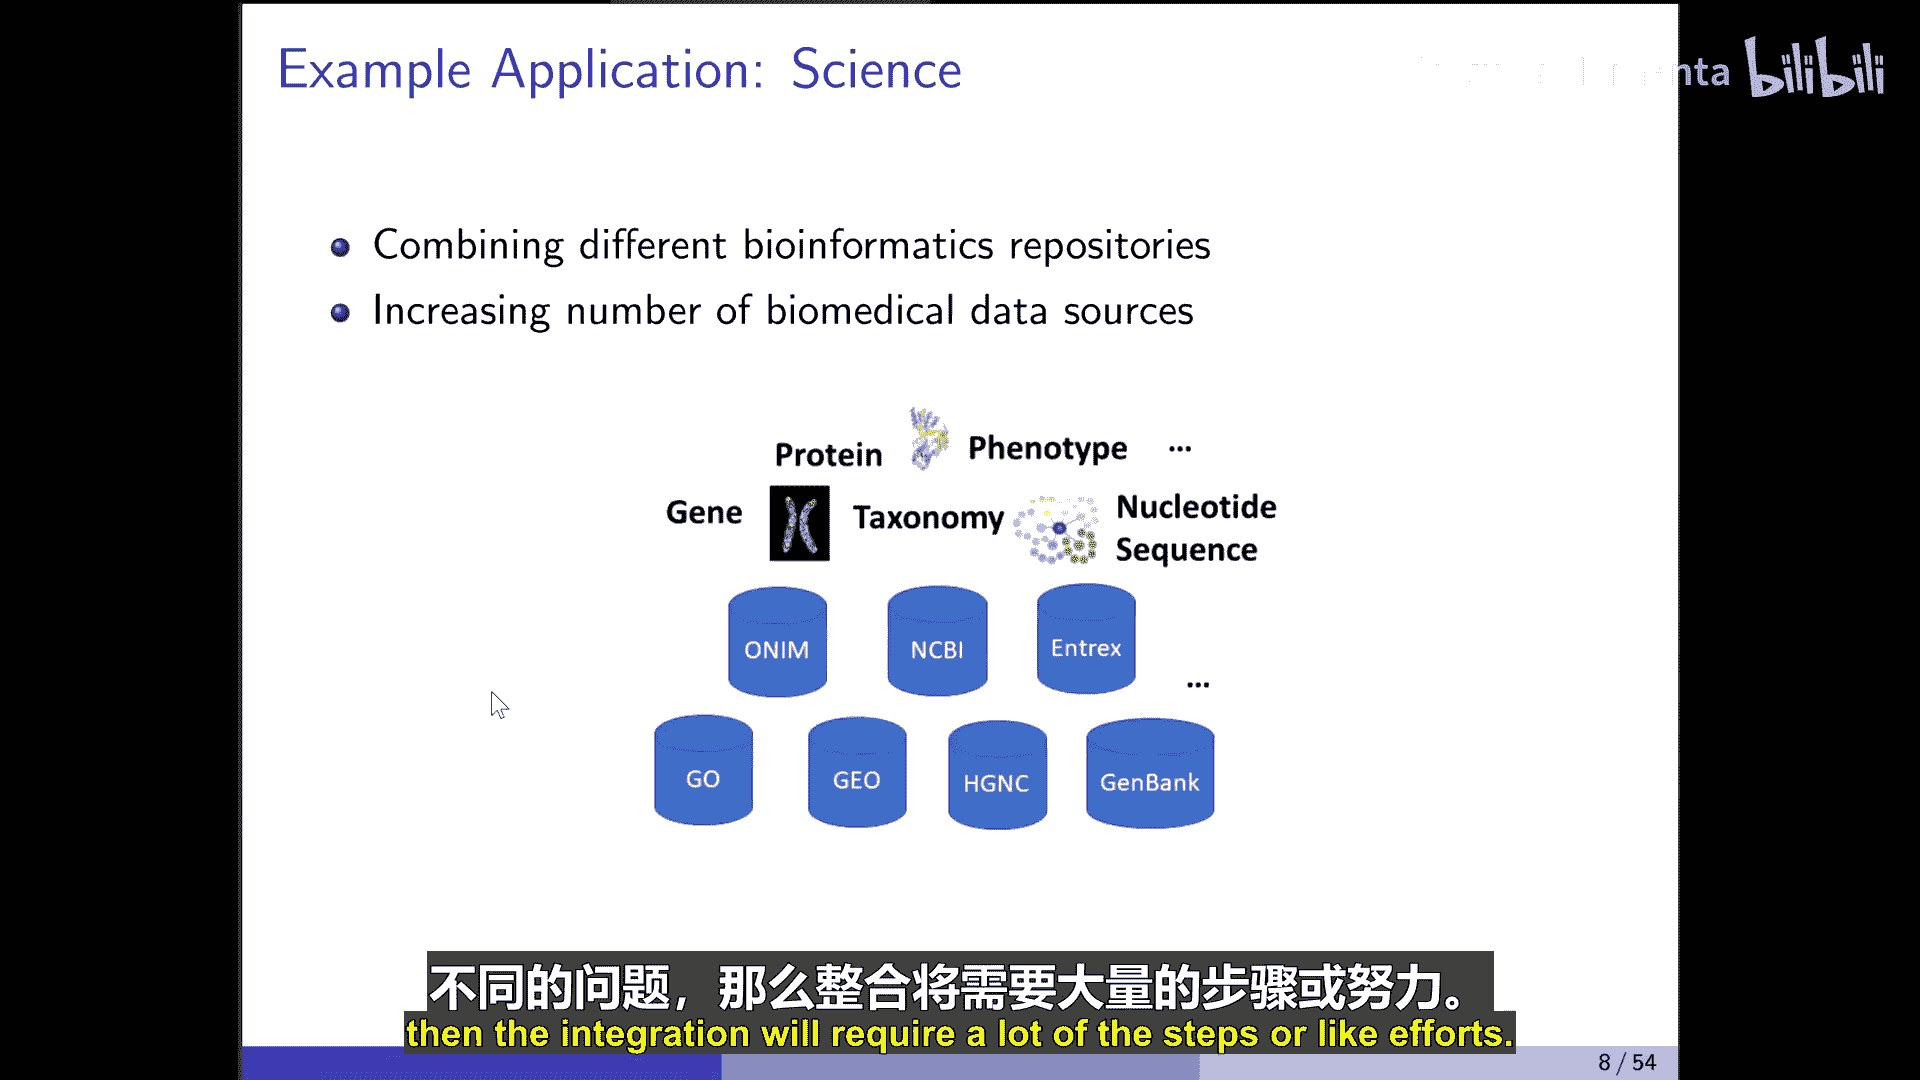 Example Application: Science
nta bilibili
Combining different bioinformatics repositories
Increasing number of biomedical data sources
Protein Phenotype ...
Gene Taxonomy Nucleotide Sequence
ONIM NCBI Entrex
...
GO GEO HGNC GenBank
不同的问题，那么整合将需要大量的步骤或努力。
then the integration will require a lot of the steps or like efforts.
8 / 54